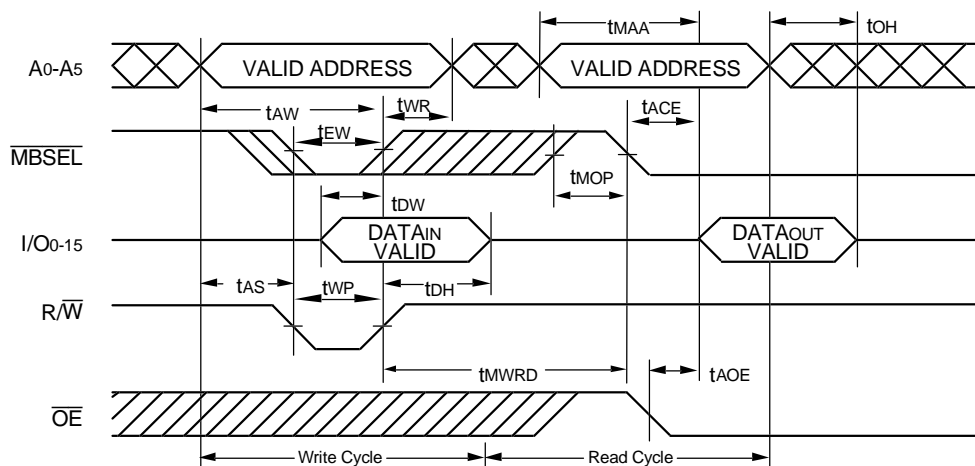 tMAA
tOH
A0-A5
VALID ADDRESS
VALID ADDRESS
tAW
tWR
tACE
tEW
MBSEL
tMOP
tDW
I/O0-15
DATAIN
VALID
DATAOUT
VALID
tAS
tWP
tDH
R/W
tMWRD
tAOE
OE
Write Cycle
Read Cycle